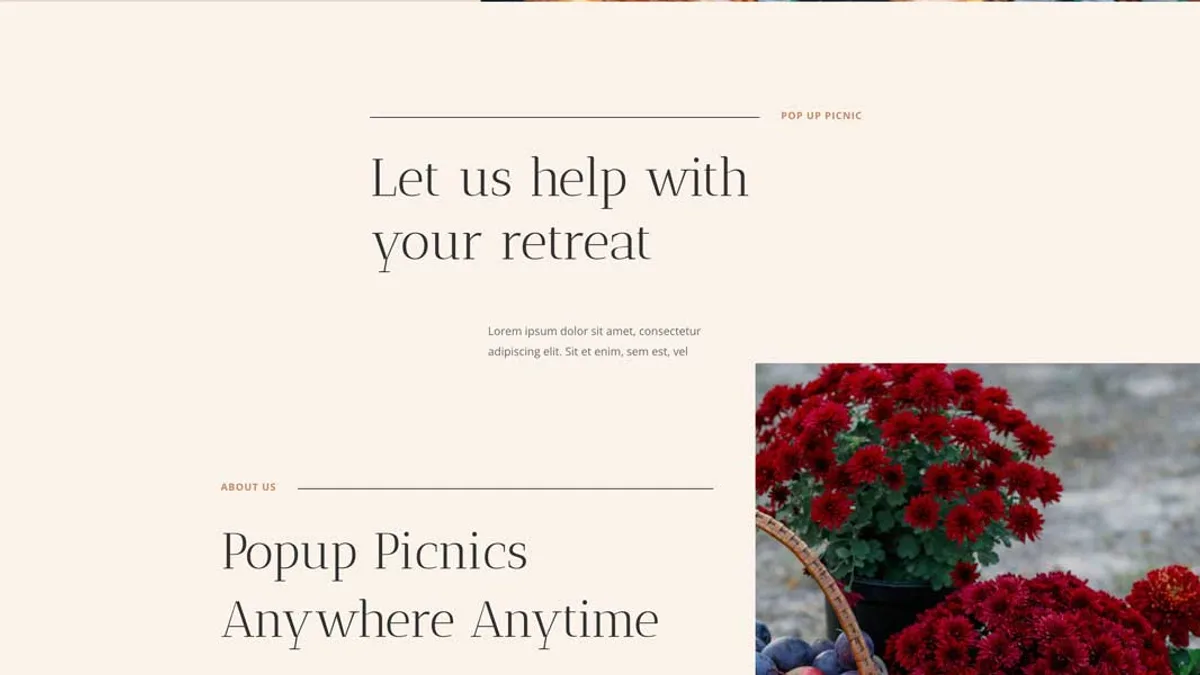 POP UP PICNIC
Let us help with
your retreat
Lorem ipsum dolor sit amet, consectetur
adipiscing elit. Sit et enim, sem est, vel
ABOUT US
Popup Picnics
Anywhere Anytime